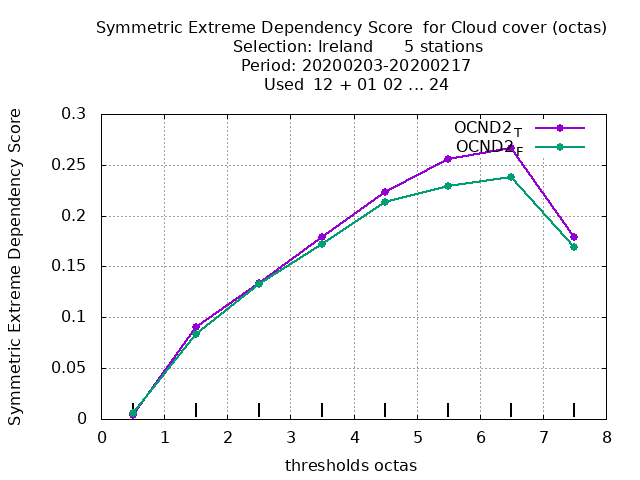 Symmetric Extreme Dependency Score for Cloud cover (octas)
Selection: Ireland 5 stations
Period: 20200203-20200217
Used 12 + 01 02 ... 24
Symmetric Extreme Dependency Score
0.3
0.25
0.2
0.15
0.1
0.05
0
OCND2_T
OCND2_F
0 1 2 3 4 5 6 7 8
thresholds octas